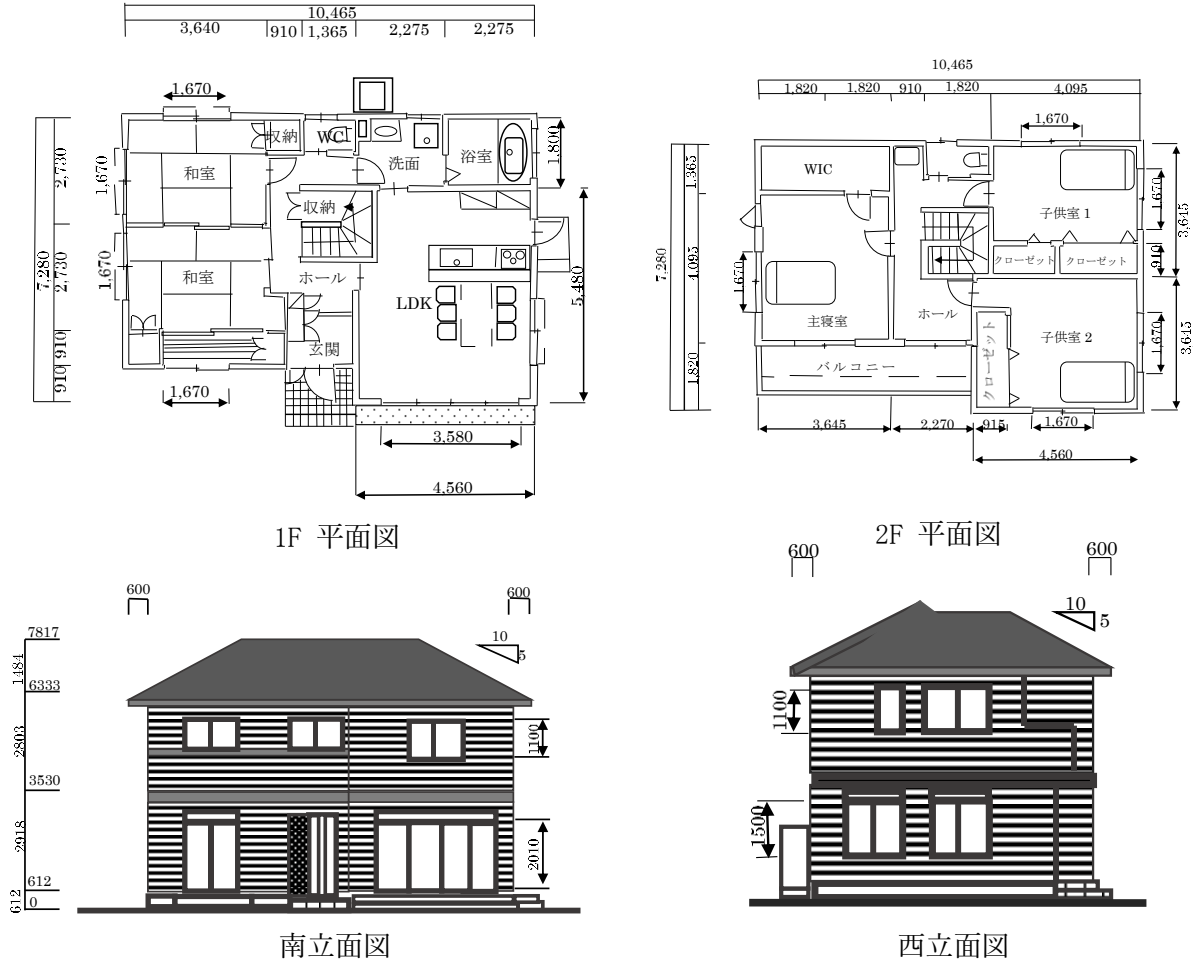 10,465
3,640
910
1,365
2,275
2,275
1,670
収納
WC
洗面
浴室
1,800
和室
2,730
1,670
収納
7,280
2,730
1,670
和室
ホール
LDK
5,480
玄関
910
910
1,670
3,580
4,560
1F 平面図
10,465
1,820
1,820
910
1,820
4,095
1,670
WIC
1,365
子供室 1
1,670
3,645
クローゼット
クローゼット
910
7,280
4,095
1,670
主寝室
ホール
子供室 2
クローゼット
1,670
3,645
バルコニー
1,820
3,645
2,270
915
1,670
4,560
2F 平面図
600
600
7817
1484
6333
2803
3530
2918
612
612
0
10
5
1100
2010
南立面図
600
600
10
5
1100
1500
西立面図